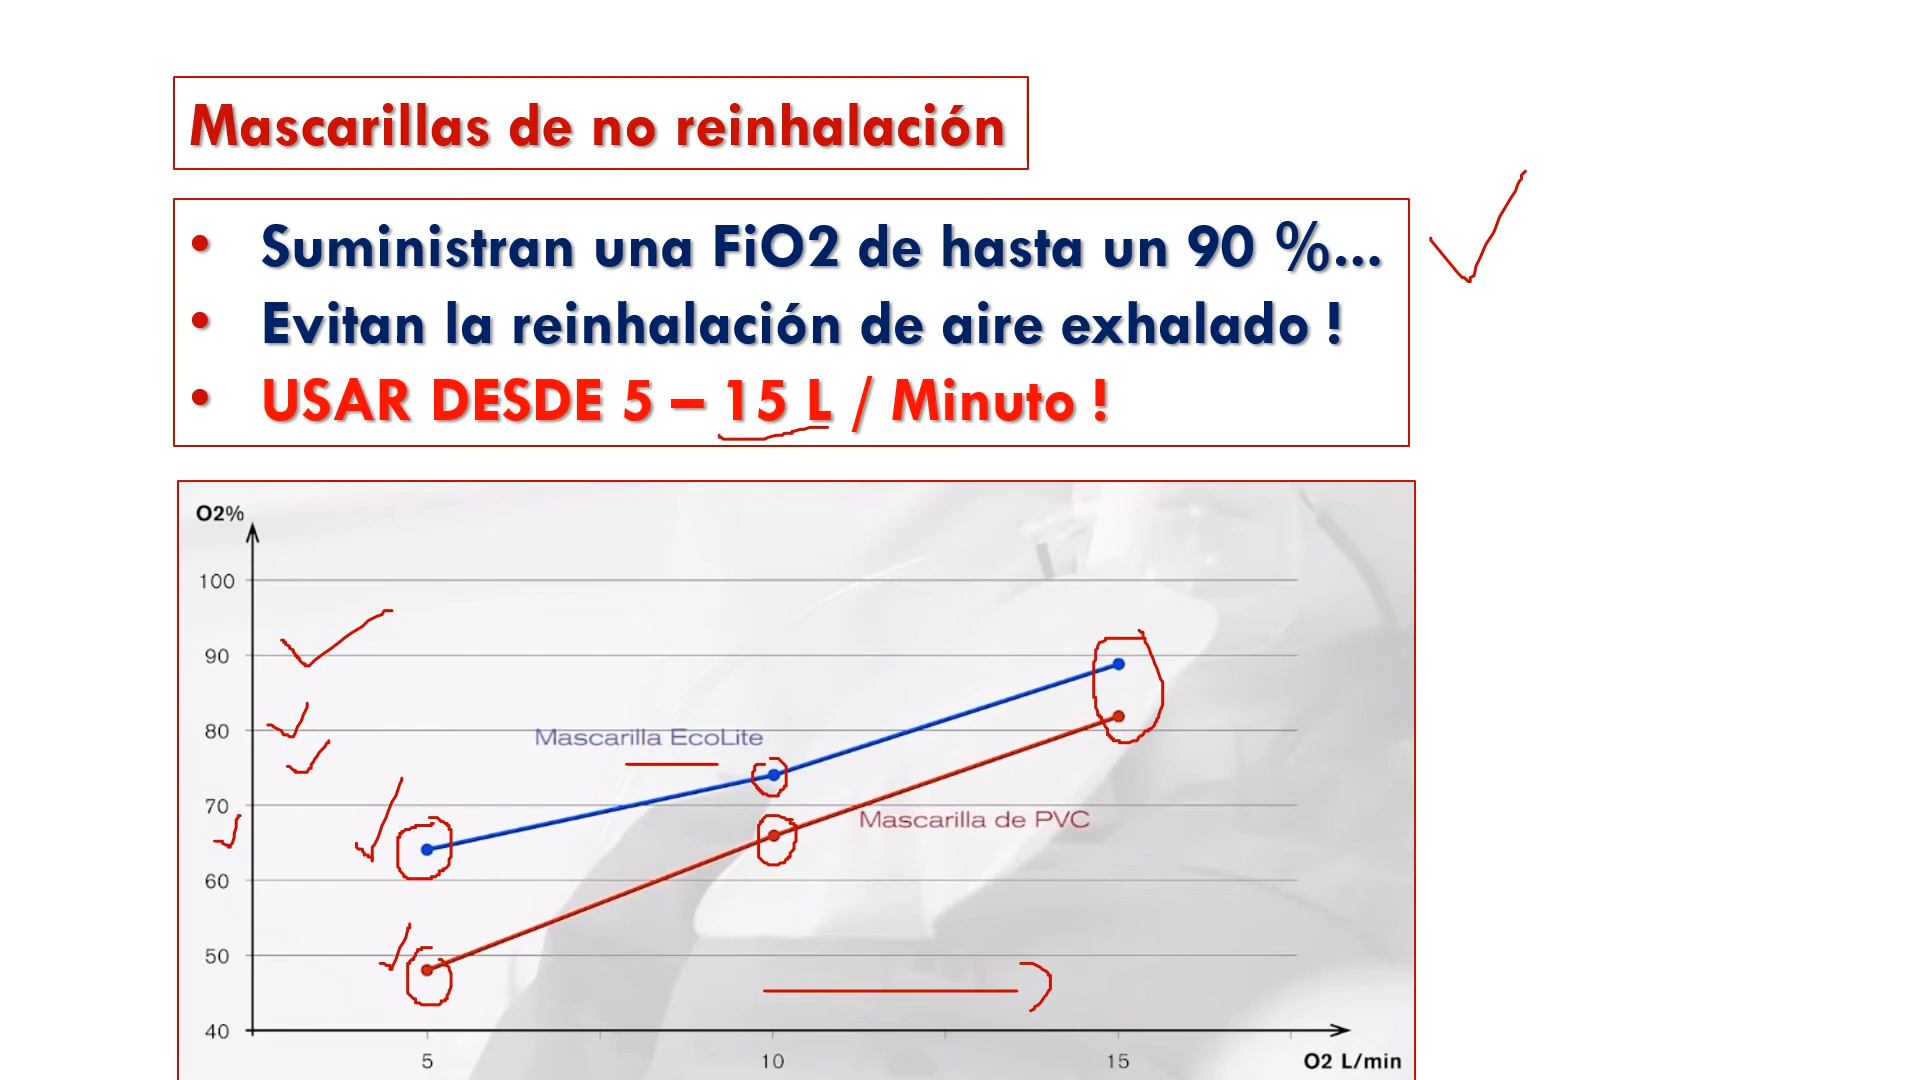 Mascarillas de no reinhalación
• Suministran una FiO2 de hasta un 90 %...
• Evitan la reinhalación de aire exhalado !
• USAR DESDE 5 – 15 L / Minuto !
O2%
100
90
80
Mascarilla EcoLite
70
Mascarilla de PVC
60
50
40
5 10 15 O2 L/min